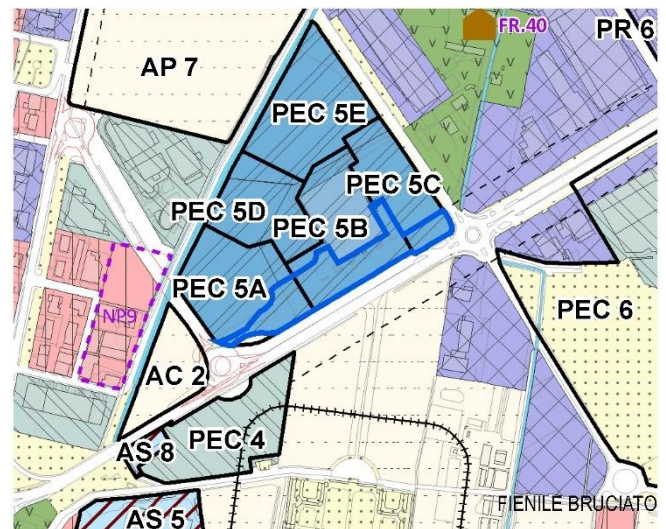 FR.40
PR 6
AP 7
PEC 5E
PEC 5C
PEC 5D
PEC 5B
PEC 5A
PEC 6
NP9
AC 2
PEC 4
AS 8
FIENILE BRUCIATO
AS 5